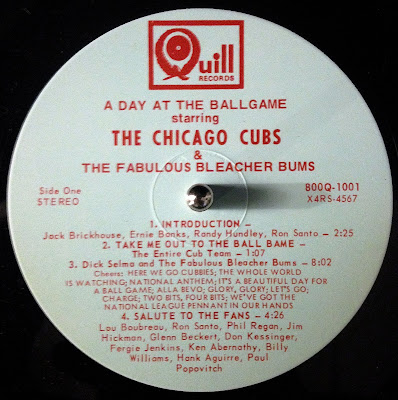 Quill
RECORDS
A DAY AT THE BALLGAME
starring
THE CHICAGO CUBS
&
THE FABULOUS BLEACHER BUMS
Side One
STEREO
800Q-1001
X4RS-4567
1. INTRODUCTION –
Jack Brickhouse, Ernie Banks, Randy Hundley, Ron Santo – 2:25
2. TAKE ME OUT TO THE BALL BAME –
The Entire Cub Team – 1:07
3. Dick Selma and The Fabulous Bleacher Bums – 8:02
Cheers: HERE WE GO CUBBIES; THE WHOLE WORLD
IS WATCHING; NATIONAL ANTHEM; IT'S A BEAUTIFUL DAY FOR
A BALL GAME; ALLA BEVO; GLORY, GLORY; LET'S GO;
CHARGE; TWO BITS, FOUR BITS; WE'VE GOT THE
NATIONAL LEAGUE PENNANT IN OUR HANDS
4. SALUTE TO THE FANS – 4:26
Lou Boubreau, Ron Santo, Phil Regan, Jim
Hickman, Glenn Beckert, Don Kessinger,
Fergie Jenkins, Ken Abernathy, Billy
Williams, Hank Aguirre, Paul
Popovitch